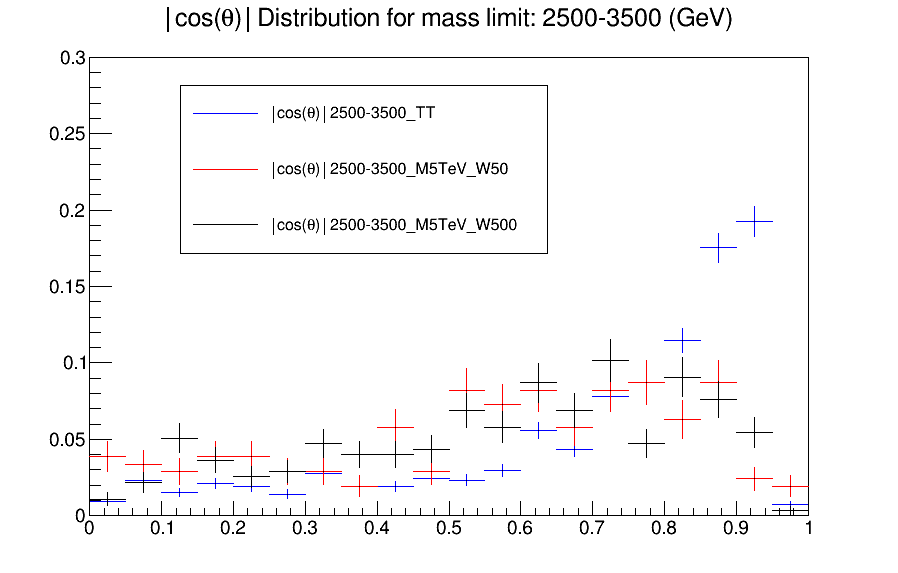 |cos(θ)| Distribution for mass limit: 2500-3500 (GeV)
0.3
|cos(θ)| 2500-3500_TT
0.25
|cos(θ)| 2500-3500_M5TeV_W50
0.2
|cos(θ)| 2500-3500_M5TeV_W500
0.15
0.1
0.05
0
0 0.1 0.2 0.3 0.4 0.5 0.6 0.7 0.8 0.9 1